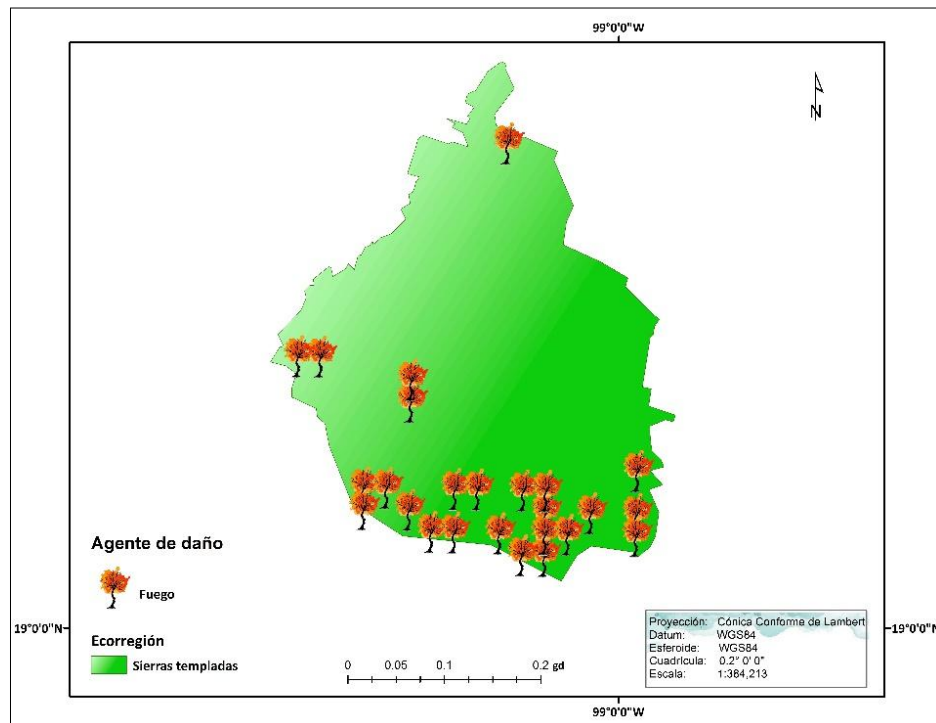 99°0'0"W
N
Agente de daño
Fuego
19°0'0"N
19°0'0"N
Ecorregión
Sierras templadas
0 0.05 0.1 0.2 gd
Proyección: Cónica Conforme de Lambert
Datum: WGS84
Esferoide: WGS84
Cuadrícula: 0.2° 0' 0"
Escala: 1:384,213
99°0'0"W